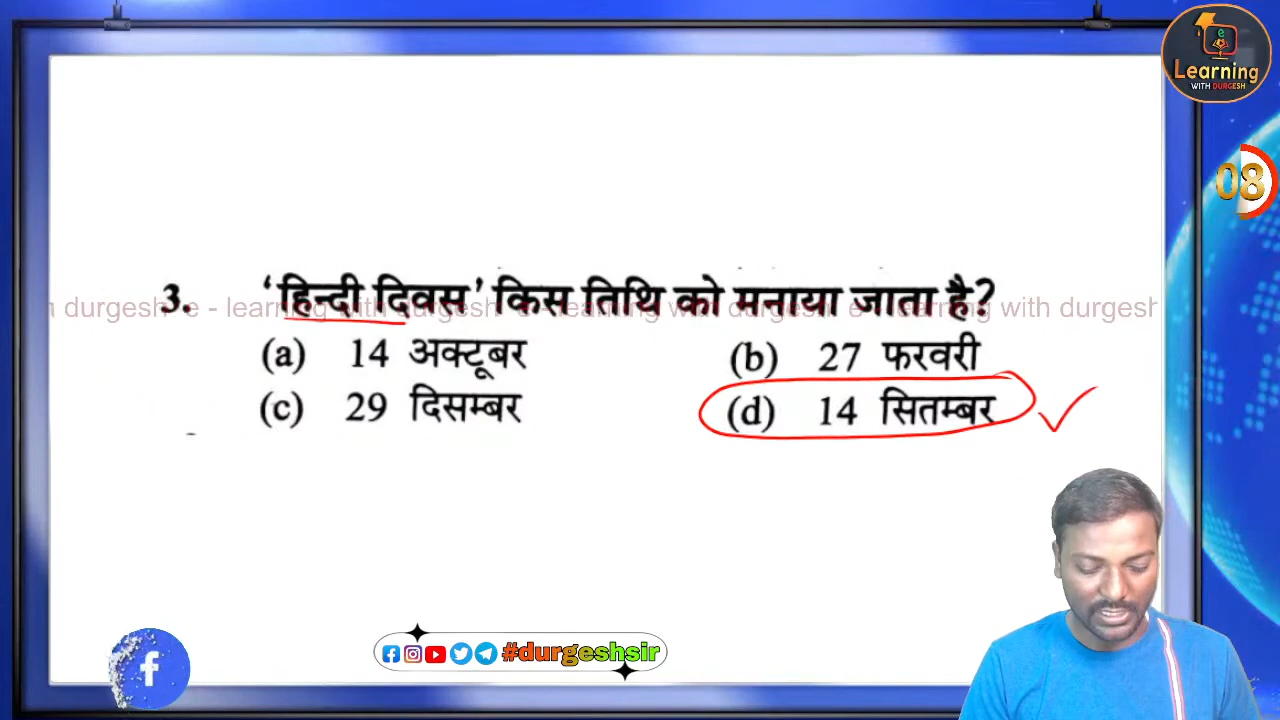 e
Learning
WITH DURGESH
08
3. 'हिन्दी दिवस' किस तिथि को मनाया जाता है?
h durgesh e - learning with durgesh e - learning with durgesh e - learning with durgesh
(a) 14 अक्टूबर (b) 27 फरवरी
(c) 29 दिसम्बर (d) 14 सितम्बर
#durgeshsir